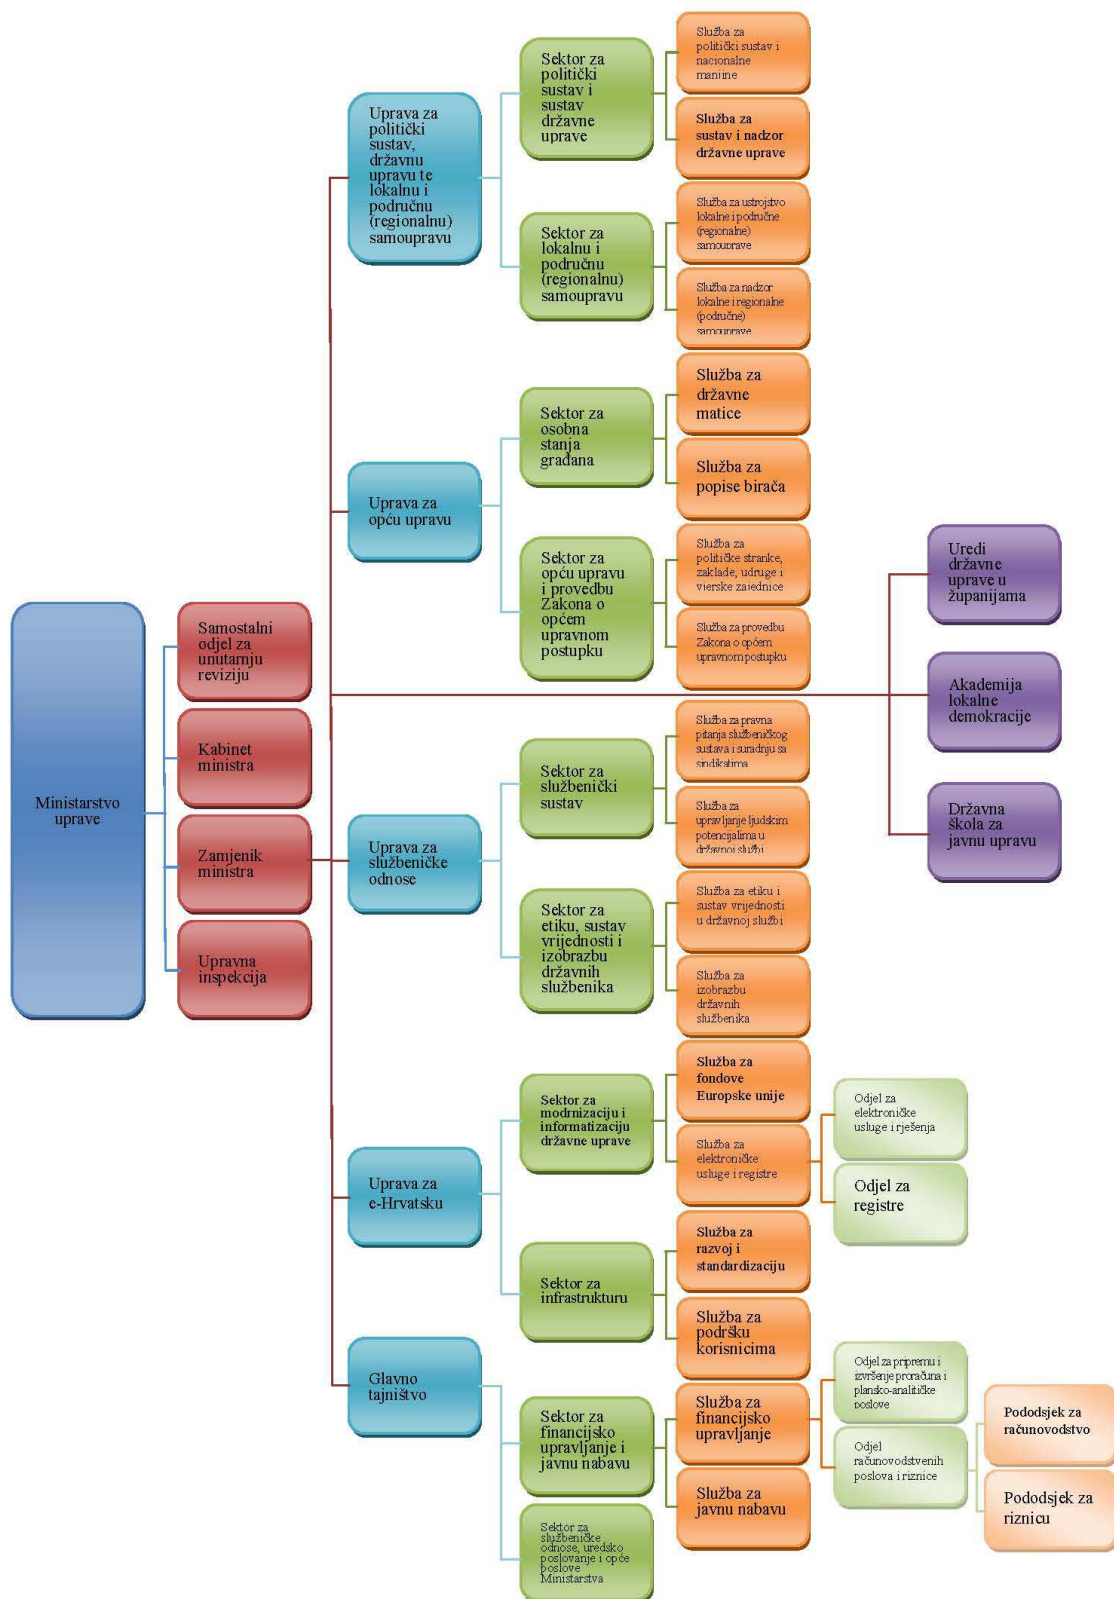 Ministarstvo
uprave
Samostalni
odjel za
unutarnju
reviziju
Kabinet
ministra
Zamjenik
ministra
Upravna
inspekcija
Uprava za
politički
sustav,
državnu
upravu te
lokalnu i
područnu
(regionalnu)
samoupravu
Sektor za
politički
sustav i
sustav
državne
uprave
Služba za
politički sustav i
nacionalne
manjine
Služba za
sustav i nadzor
državne uprave
Sektor za
lokalnu i
područnu
(regionalnu)
samoupravu
Služba za ustrojstvo
lokalne i područne
(regionalne)
samouprave
Služba za nadzor
lokalne i regionalne
(područne)
samouprave
Uprava za
opću upravu
Sektor za
osobna
stanja
građana
Služba za
državne
matice
Služba za
popise birača
Sektor za
opću upravu
i provedbu
Zakona o
općem
upravnom
postupku
Služba za
političke stranke,
zaklade, udruge i
vjerske zajednice
Služba za provedbu
Zakona o općem
upravnom postupku
Uprava za
službeničke
odnose
Sektor za
službenički
sustav
Služba za pravna
pitanja službeničkog
sustava i suradnju sa
sindikatima
Služba za
upravljanje ljudskim
potencijalima u
državnoj službi
Sektor za
etiku, sustav
vrijednosti i
izobrazbu
državnih
službenika
Služba za etiku i
sustav vrijednosti
u državnoj službi
Služba za
izobrazbu
državnih
službenika
Uprava za
e-Hrvatsku
Sektor za
modrnizaciju i
informatizaciju
državne uprave
Služba za
fondove
Europske unije
Služba za
elektroničke
usluge i registre
Odjel za
elektroničke
usluge i rješenja
Odjel za
registre
Sektor za
infrastrukturu
Služba za
razvoj i
standardizaciju
Služba za
podršku
korisnicima
Glavno
tajništvo
Sektor za
financijsko
upravljanje i
javnu nabavu
Služba za
financijsko
upravljanje
Odjel za pripremu i
izvršenje proračuna i
plansko-analitičke
poslove
Odjel
računovodstvenih
poslova i riznice
Pododsjek za
računovodstvo
Pododsjek za
riznicu
Služba za
javnu nabavu
Sektor za
službeničke
odnose, uredsko
poslovanje i opće
poslove
Ministarstva
Uredi
državne
uprave u
županijama
Akademija
lokalne
demokracije
Državna
škola za
javnu upravu